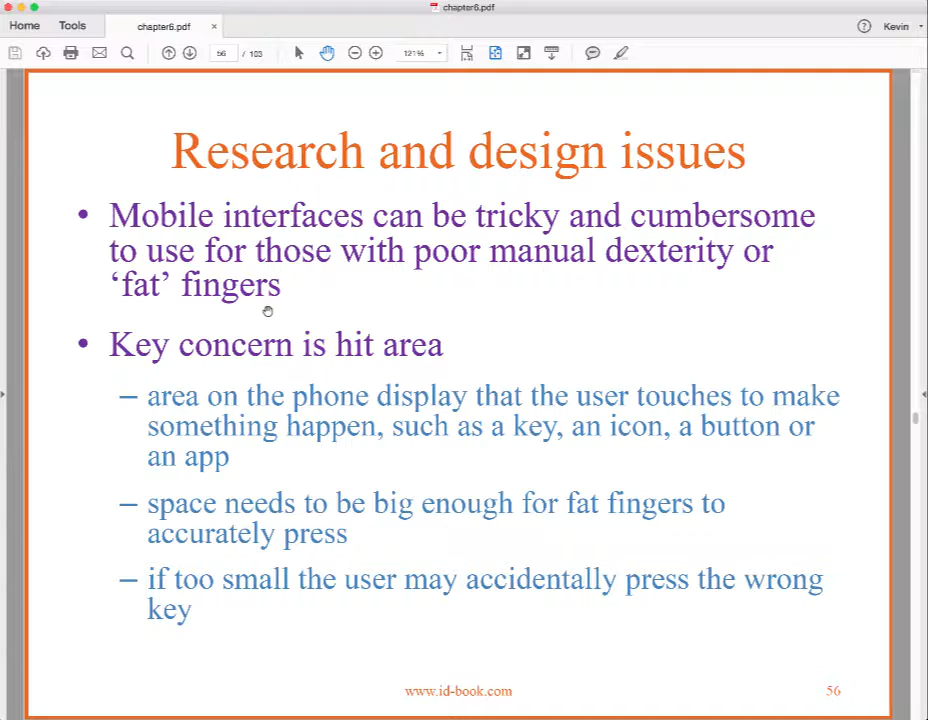 chapter6.pdf
Home Tools chapter6.pdf × ? Kevin
56 / 103 121%
Research and design issues
• Mobile interfaces can be tricky and cumbersome
to use for those with poor manual dexterity or
‘fat’ fingers
• Key concern is hit area
– area on the phone display that the user touches to make
something happen, such as a key, an icon, a button or
an app
– space needs to be big enough for fat fingers to
accurately press
– if too small the user may accidentally press the wrong
key
www.id-book.com 56